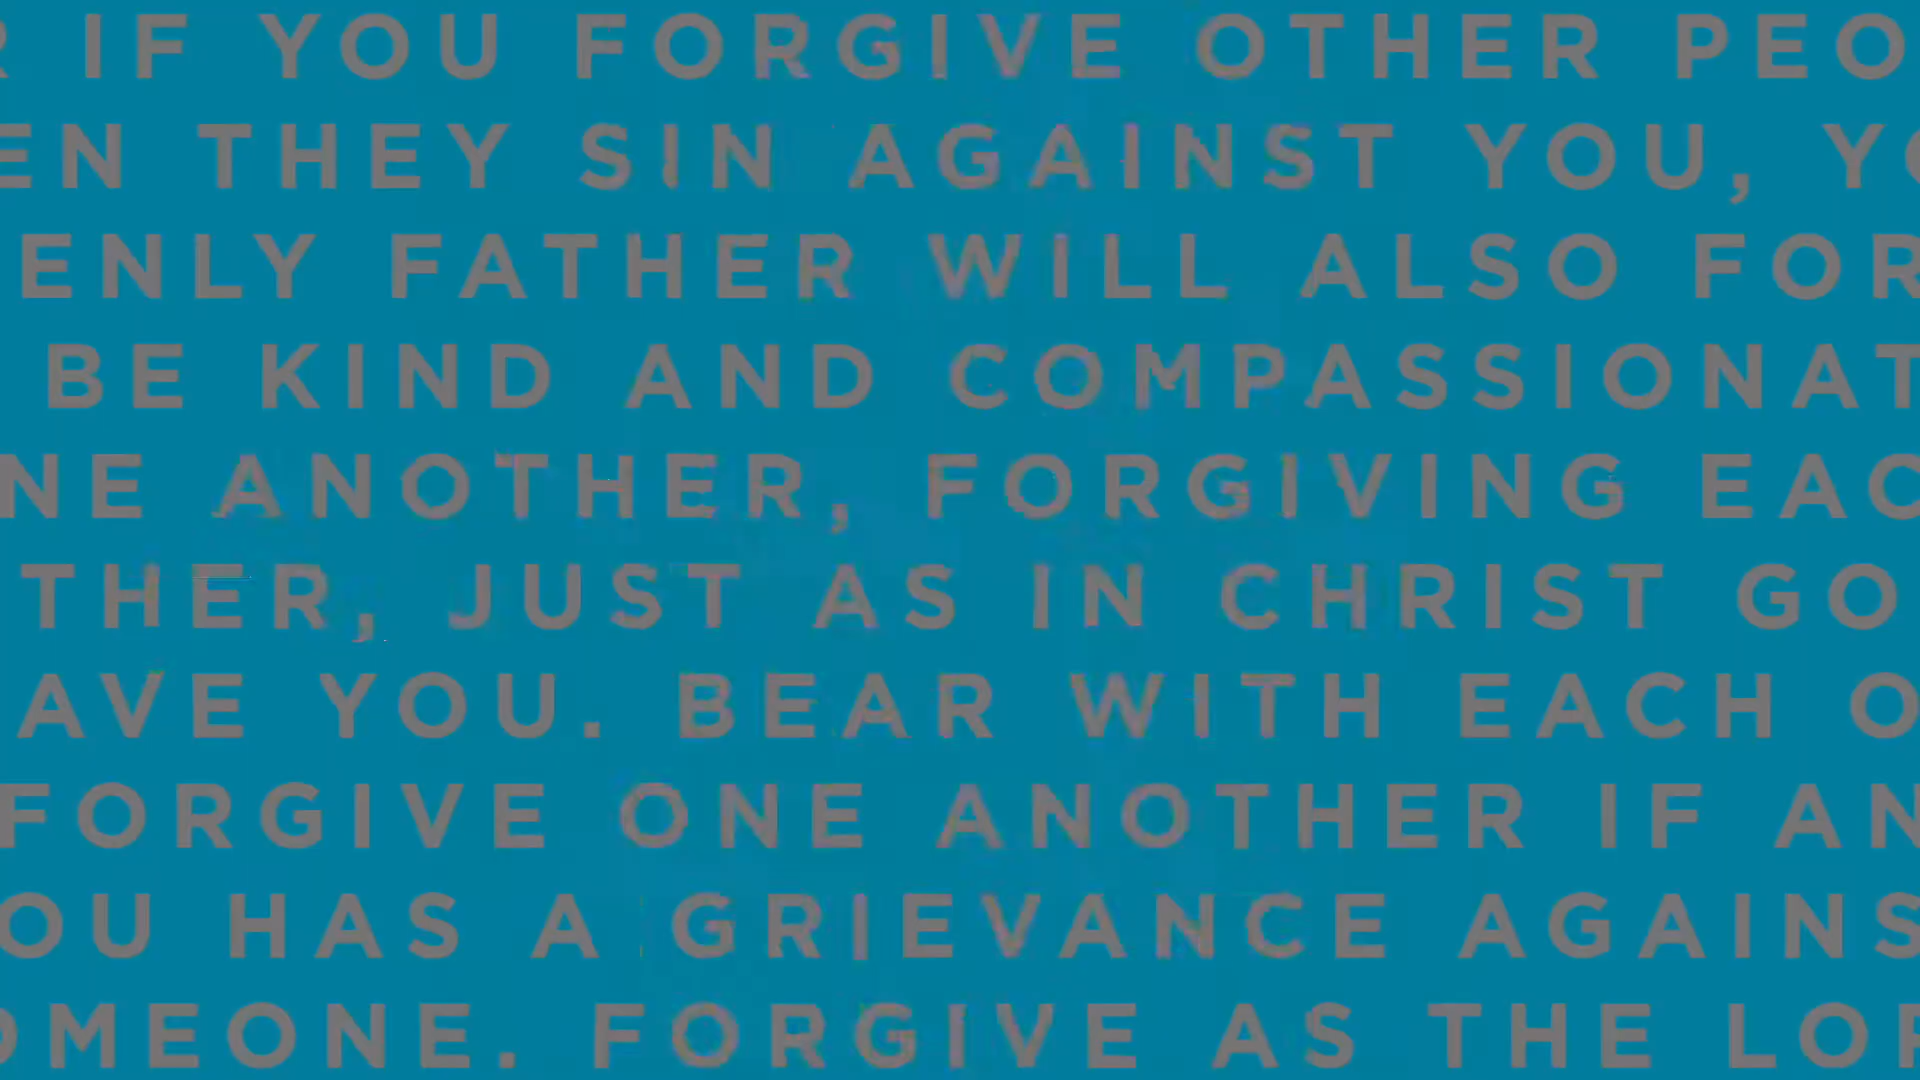 R IF YOU FORGIVE OTHER PEO
EN THEY SIN AGAINST YOU, YO
ENLY FATHER WILL ALSO FOR
BE KIND AND COMPASSIONAT
NE ANOTHER, FORGIVING EAC
THER, JUST AS IN CHRIST GO
AVE YOU. BEAR WITH EACH O
FORGIVE ONE ANOTHER IF AN
OU HAS A GRIEVANCE AGAINS
OMEONE. FORGIVE AS THE LOR